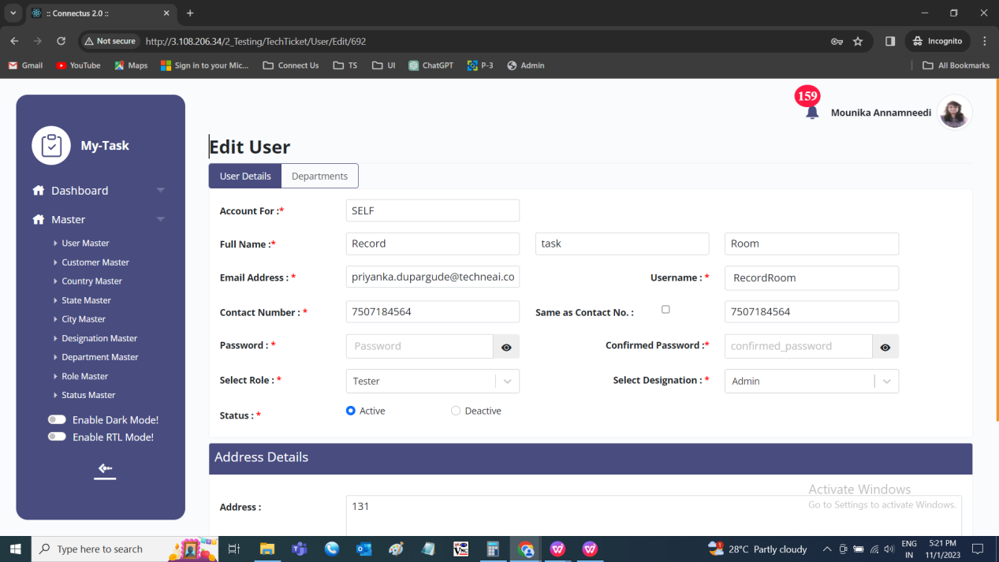 :: Connectus 2.0 ::
Not secure http://3.108.206.34/2_Testing/TechTicket/User/Edit/692 Incognito
Gmail YouTube Maps Sign in to your Mic... Connect Us TS UI ChatGPT P-3 Admin All Bookmarks
159
Mounika Annamneedi
My-Task
Dashboard
Master
User Master
Customer Master
Country Master
State Master
City Master
Designation Master
Department Master
Role Master
Status Master
Enable Dark Mode!
Enable RTL Mode!
Edit User
User Details Departments
Account For :* SELF
Full Name :* Record task Room
Email Address : * priyanka.dupargude@techneai.co Username : * RecordRoom
Contact Number : * 7507184564 Same as Contact No. : 7507184564
Password : * Password Confirmed Password :* confirmed_password
Select Role : * Tester Select Designation : * Admin
Status : * Active Deactive
Address Details
Address : 131
Activate Windows
Go to Settings to activate Windows.
Type here to search 28°C Partly cloudy ENG 5:21 PM
IN 11/1/2023